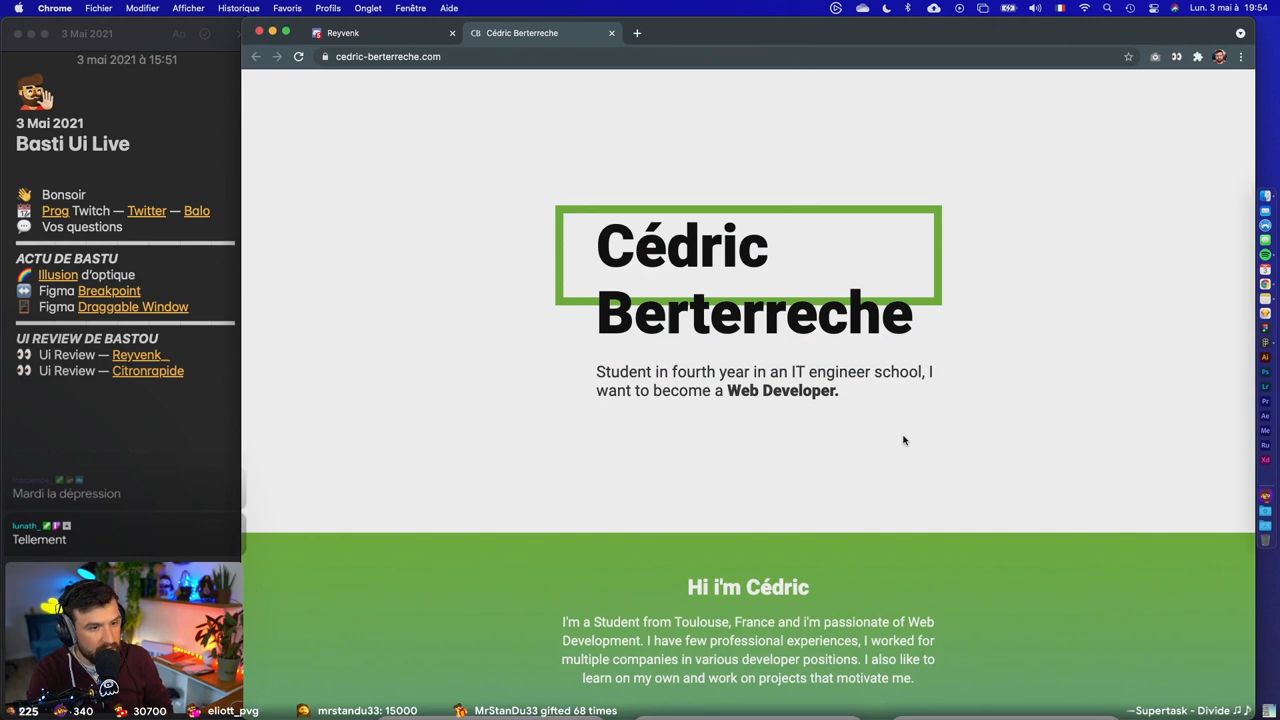 Chrome Fichier Modifier Afficher Historique Favoris Profils Onglet Fenêtre Aide
Lun. 3 mai à 19:54
3 Mai 2021
Reyvenk
CB Cédric Berterreche
cedric-berterreche.com
3 mai 2021 à 15:51
3 Mai 2021
Basti Ui Live
Bonsoir
Prog Twitch — Twitter — Balo
Vos questions
ACTU DE BASTU
Illusion d'optique
Figma Breakpoint
Figma Draggable Window
UI REVIEW DE BASTOU
Ui Review — Reyvenk_
Ui Review — Citronrapide
Mardi la dépression
lunath_
Tellement
Cédric
Berterreche
Student in fourth year in an IT engineer school, I
want to become a Web Developer.
Hi i'm Cédric
I'm a Student from Toulouse, France and i'm passionate of Web
Development. I have few professional experiences, I worked for
multiple companies in various developer positions. I also like to
learn on my own and work on projects that motivate me.
225 340 30700 eliott_pvg mrstandu33: 15000 MrStanDu33 gifted 68 times
—Supertask - Divide